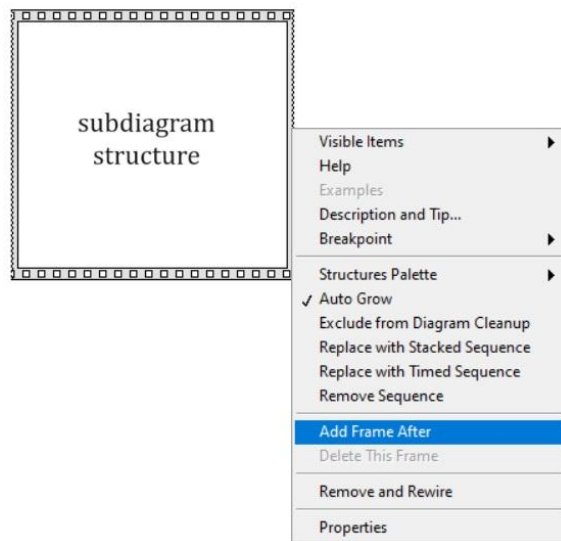 subdiagram
structure
Visible Items
Help
Examples
Description and Tip...
Breakpoint
Structures Palette
Auto Grow
Exclude from Diagram Cleanup
Replace with Stacked Sequence
Replace with Timed Sequence
Remove Sequence
Add Frame After
Delete This Frame
Remove and Rewire
Properties